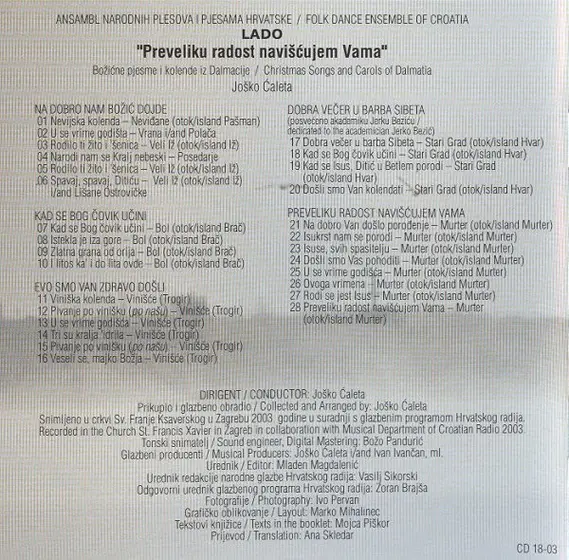 ANSAMBL NARODNIH PLESOVA I PJESAMA HRVATSKE / FOLK DANCE ENSEMBLE OF CROATIA
LADO
"Preveliku radost navišćujem Vama"
Božićne pjesme i kolende iz Dalmacije / Christmas Songs and Carols of Dalmatia
Joško Ćaleta
NA DOBRO NAM BOŽIĆ DOJDE
01 Nevijska kolenda – Neviđane (otok/island Pašman)
02 U se vrime godišta – Vrana i/and Polača
03 Rodilo ti žito i 'šenica – Veli Iž (otok/island Iž)
04 Narodi nam se Kralj nebeski – Posedarje
05 Rodilo ti žito i 'šenica – Veli Iž (otok/island Iž)
06 Spavaj, spavaj, Ditiću – Veli Iž (otok/island Iž)
i/and Lišane Ostrovičke
KAD SE BOG ČOVIK UČINI
07 Kad se Bog čovik učini – Bol (otok/island Brač)
08 Istekla je iza gore – Bol (otok/island Brač)
09 Zlatna grana od orija – Bol (otok/island Brač)
10 I litos ka' i do lita ovde – Bol (otok/island Brač)
EVO SMO VAN ZDRAVO DOŠLI
11 Viniška kolenda – Vinišće (Trogir)
12 Pivanje po vinišku (po našu) – Vinišće (Trogir)
13 U se vrime godišća – Vinišće (Trogir)
14 Tri su kralja 'idrila – Vinišće (Trogir)
15 Pivanje po vinišku (po našu) – Vinišće (Trogir)
16 Veseli se, majko Božja – Vinišće (Trogir)
DOBRA VEČER U BARBA SIBETA
(posvećeno akademiku Jerku Beziću /
dedicated to the academician Jerko Bezić)
17 Dobra večer u barba Sibeta – Stari Grad (otok/island Hvar)
18 Kad se Bog čovik učini – Stari Grad (otok/island Hvar)
19 Kad se Isus, Ditić u Betlem porodi – Stari Grad
(otok/island Hvar)
20 Došli smo Van kolendati – Stari Grad (otok/island Hvar)
PREVELIKU RADOST NAVIŠĆUJEM VAMA
21 Na dobro Van došlo porođenje – Murter (otok/island Murter)
22 Isukrst nam se porodi – Murter (otok/island Murter)
23 Isuse, svih spasitelju – Murter (otok/island Murter)
24 Došli smo Vas pohoditi – Murter (otok/island Murter)
25 U se vrime godišća – Murter (otok/island Murter)
26 Ovoga vrimena – Murter (otok/island Murter)
27 Rodi se jest Isus – Murter (otok/island Murter)
28 Preveliku radost navišćujem Vama – Murter
(otok/island Murter)
DIRIGENT / CONDUCTOR: Joško Ćaleta
Prikupio i glazbeno obradio / Collected and Arranged by: Joško Ćaleta
Snimljeno u crkvi Sv. Franje Ksaverskog u Zagrebu 2003. godine u suradnji s glazbenim programom Hrvatskog radija.
Recorded in the Church St. Francis Xavier in Zagreb in collaboration with Musical Department of Croatian Radio 2003.
Tonski snimatelj / Sound engineer, Digital Mastering: Božo Pandurić
Glazbeni producenti / Musical Producers: Joško Ćaleta i/and Ivan Ivančan, ml.
Urednik / Editor: Mladen Magdalenić
Urednik redakcije narodne glazbe Hrvatskog radija: Vasilj Sikorski
Odgovorni urednik glazbenog programa Hrvatskog radija: Zoran Brajša
Fotografije / Photography: Ivo Pervan
Grafičko oblikovanje / Layout: Marko Mihalinec
Tekstovi knjižice / Texts in the booklet: Mojca Piškor
Prijevod / Translation: Ana Skledar
CD 18-03